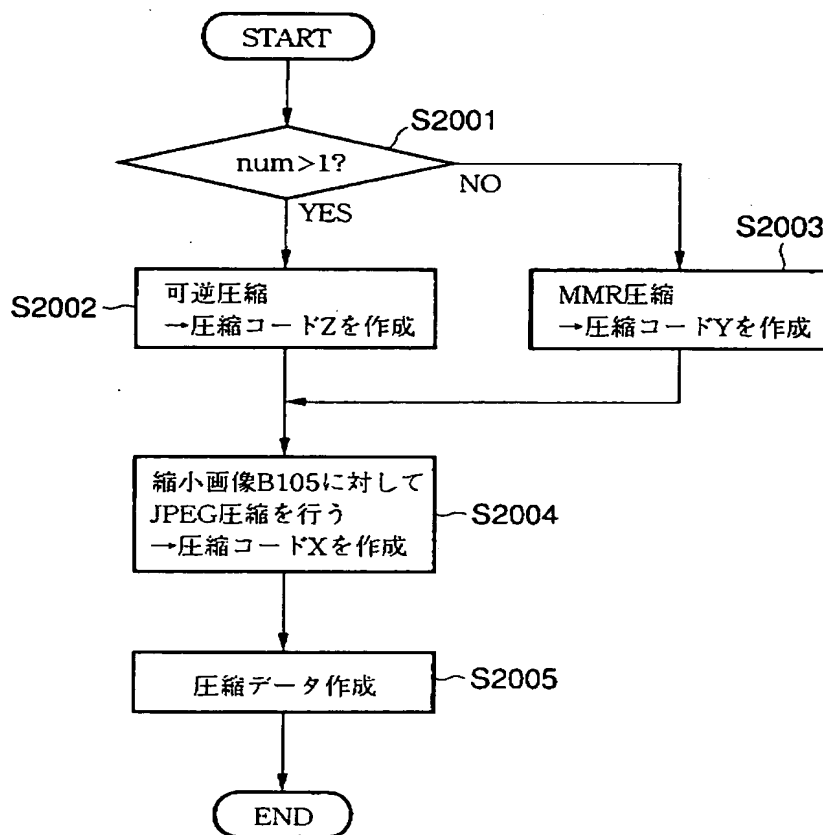 START
S2001
num>1?
NO
YES
S2003
S2002
可逆圧縮
→圧縮コードZを作成
MMR圧縮
→圧縮コードYを作成
縮小画像B105に対して
JPEG圧縮を行う
→圧縮コードXを作成
S2004
圧縮データ作成
S2005
END